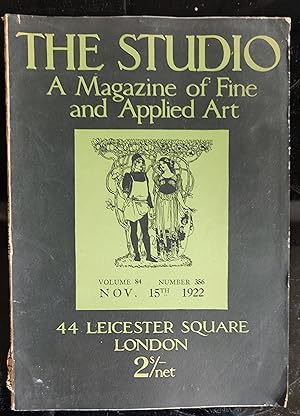 THE STUDIO
A Magazine of Fine
and Applied Art
VOLUME 84 NUMBER 356
NOV. 15TH 1922
44 LEICESTER SQUARE
LONDON
2s/- net